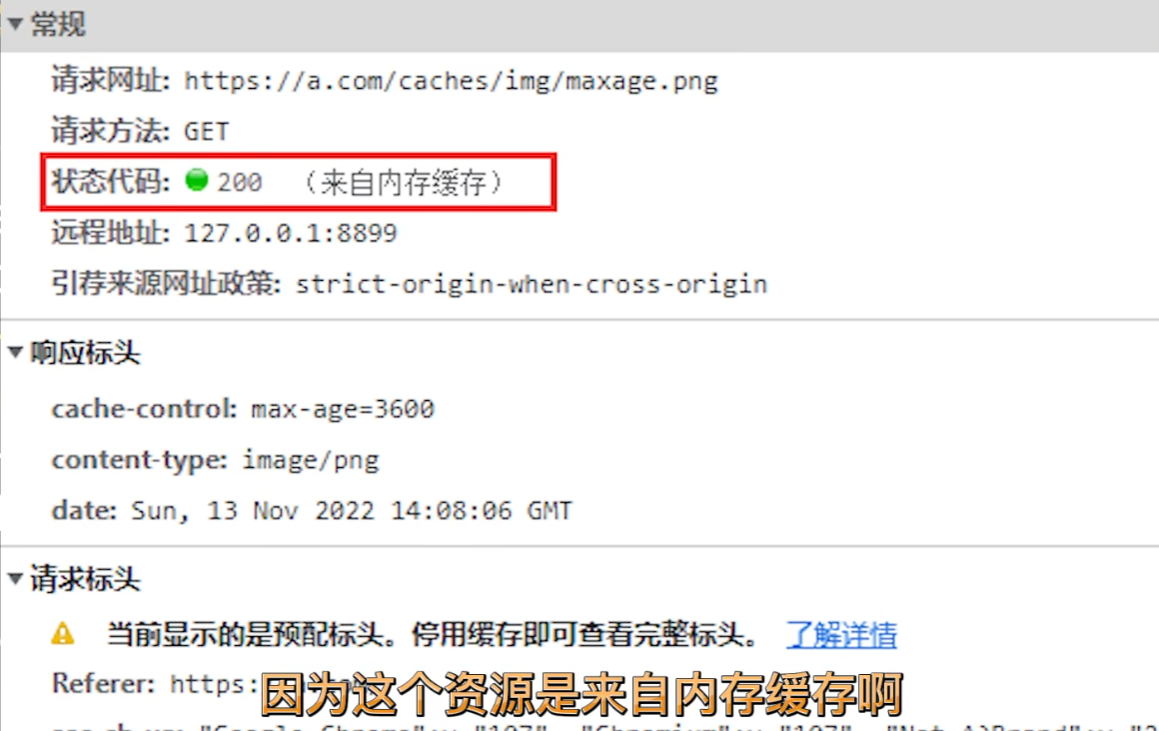 常规
请求网址: https://a.com/caches/img/maxage.png
请求方法: GET
状态代码: 200 （来自内存缓存）
远程地址: 127.0.0.1:8899
引荐来源网址政策: strict-origin-when-cross-origin
响应标头
cache-control: max-age=3600
content-type: image/png
date: Sun, 13 Nov 2022 14:08:06 GMT
请求标头
当前显示的是预配标头。停用缓存即可查看完整标头。 了解详情
Referer: https:
因为这个资源是来自内存缓存啊